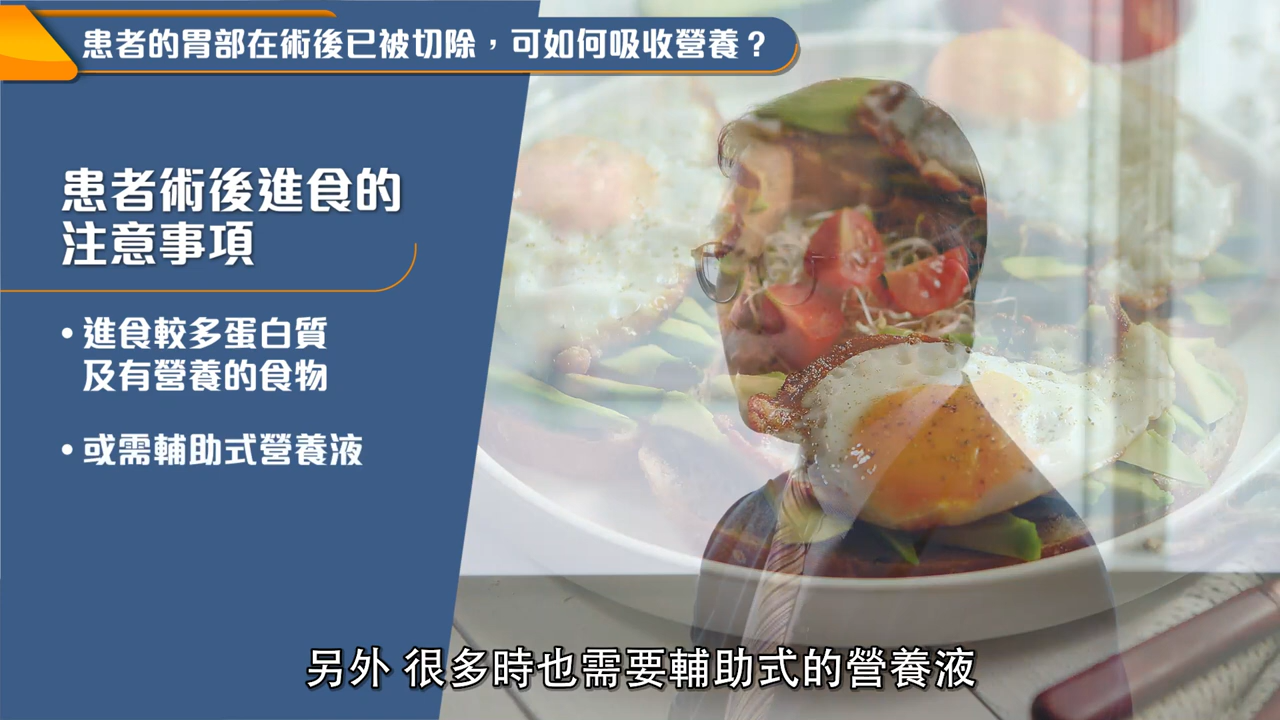 患者的胃部在術後已被切除，可如何吸收營養？
患者術後進食的
注意事項
• 進食較多蛋白質
及有營養的食物
• 或需輔助式營養液
另外 很多時也需要輔助式的營養液